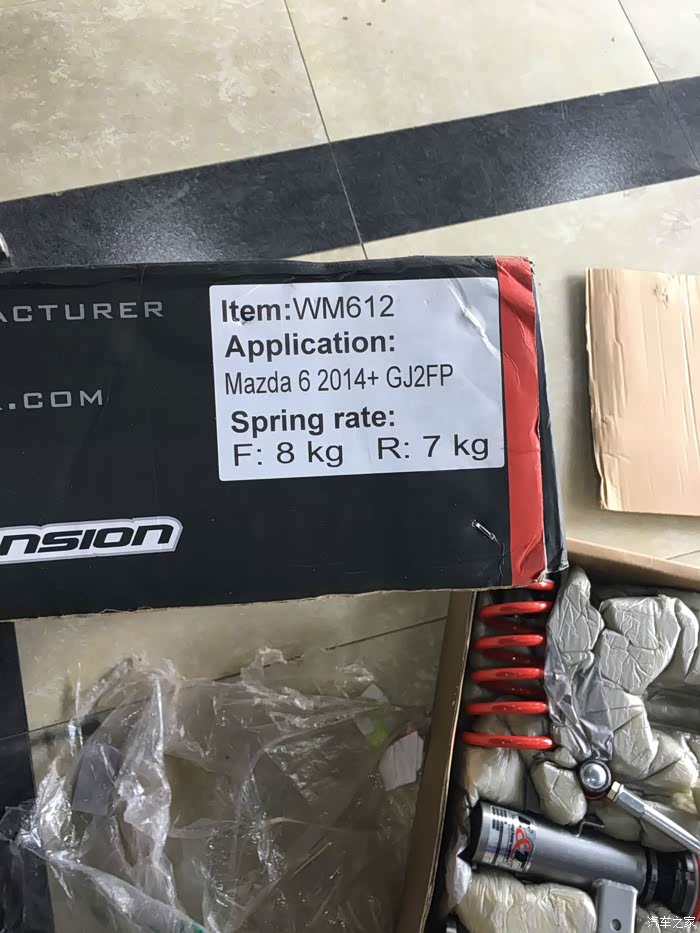 ACTURER
.COM
NSION
Item:WM612
Application:
Mazda 6 2014+ GJ2FP
Spring rate:
F: 8 kg R: 7 kg
汽车之家